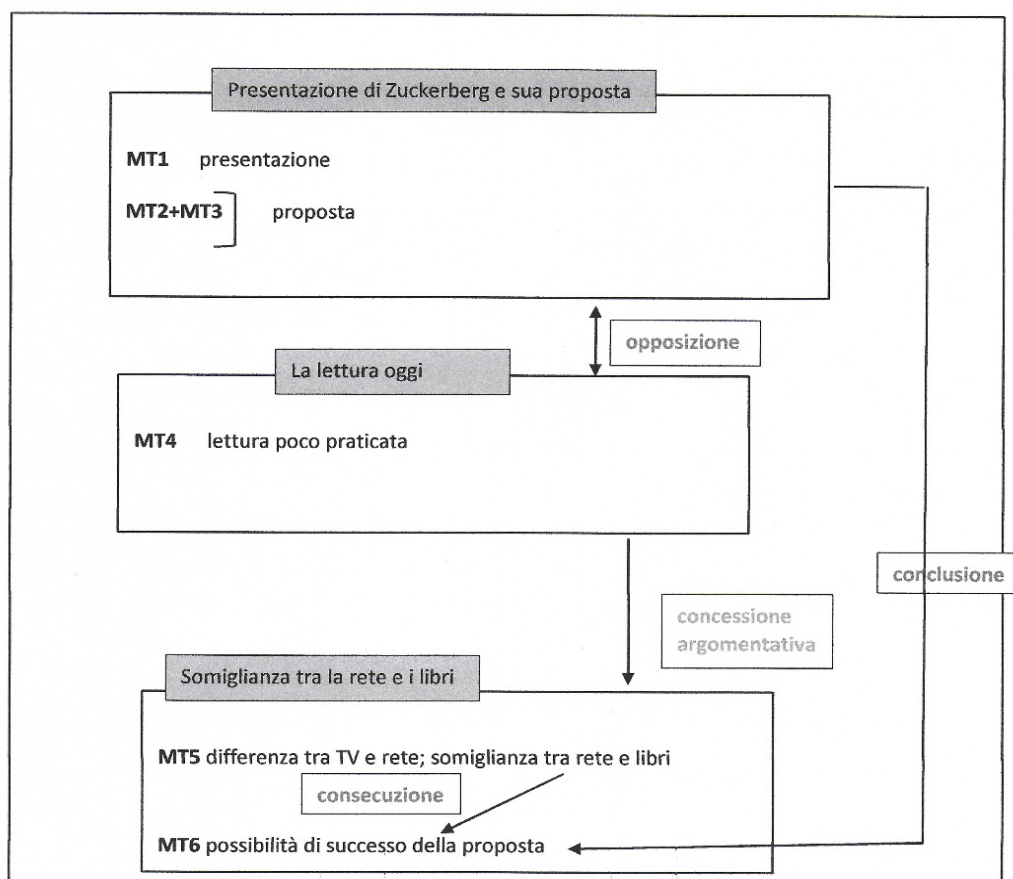 Presentazione di Zuckerberg e sua proposta
MT1 presentazione
MT2+MT3 proposta
opposizione
La lettura oggi
MT4 lettura poco praticata
conclusione
concessione
argomentativa
Somiglianza tra la rete e i libri
MT5 differenza tra TV e rete; somiglianza tra rete e libri
consecuzione
MT6 possibilità di successo della proposta